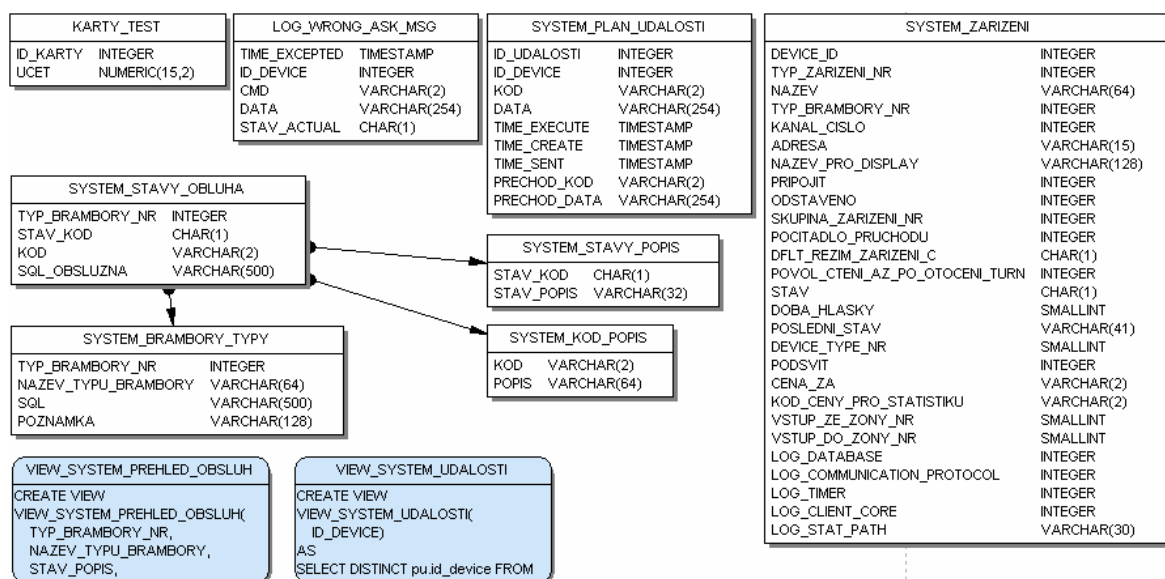 KARTY_TEST
ID_KARTY INTEGER
UCET NUMERIC(15,2)
LOG_WRONG_ASK_MSG
TIME_EXCEPTED TIMESTAMP
ID_DEVICE INTEGER
CMD VARCHAR(2)
DATA VARCHAR(254)
STAV_ACTUAL CHAR(1)
SYSTEM_PLAN_UDALOSTI
ID_UDALOSTI INTEGER
ID_DEVICE INTEGER
KOD VARCHAR(2)
DATA VARCHAR(254)
TIME_EXECUTE TIMESTAMP
TIME_CREATE TIMESTAMP
TIME_SENT TIMESTAMP
PRECHOD_KOD VARCHAR(2)
PRECHOD_DATA VARCHAR(254)
SYSTEM_ZARIZENI
DEVICE_ID INTEGER
TYP_ZARIZENI_NR INTEGER
NAZEV VARCHAR(64)
TYP_BRAMBORY_NR INTEGER
KANAL_CISLO INTEGER
ADRESA VARCHAR(15)
NAZEV_PRO_DISPLAY VARCHAR(128)
PRIPOJIT INTEGER
ODSTAVENO INTEGER
SKUPINA_ZARIZENI_NR INTEGER
POCITADLO_PRUCHODU INTEGER
DFLT_REZIM_ZARIZENI_C CHAR(1)
POVOL_CTENI_AZ_PO_OTOCENI_TURN INTEGER
STAV CHAR(1)
DOBA_HLASKY SMALLINT
POSLEDNI_STAV VARCHAR(41)
DEVICE_TYPE_NR SMALLINT
PODSVIT INTEGER
CENA_ZA VARCHAR(2)
KOD_CENY_PRO_STATISTIKU VARCHAR(2)
VSTUP_ZE_ZONY_NR SMALLINT
VSTUP_DO_ZONY_NR SMALLINT
LOG_DATABASE INTEGER
LOG_COMMUNICATION_PROTOCOL INTEGER
LOG_TIMER INTEGER
LOG_CLIENT_CORE INTEGER
LOG_STAT_PATH VARCHAR(30)
SYSTEM_STAVY_OBLUHA
TYP_BRAMBORY_NR INTEGER
STAV_KOD CHAR(1)
KOD VARCHAR(2)
SQL_OBSLUZNA VARCHAR(500)
SYSTEM_STAVY_POPIS
STAV_KOD CHAR(1)
STAV_POPIS VARCHAR(32)
SYSTEM_BRAMBORY_TYPY
TYP_BRAMBORY_NR INTEGER
NAZEV_TYPU_BRAMBORY VARCHAR(64)
SQL VARCHAR(500)
POZNAMKA VARCHAR(128)
SYSTEM_KOD_POPIS
KOD VARCHAR(2)
POPIS VARCHAR(64)
VIEW_SYSTEM_PREHLED_OBSLUH
CREATE VIEW
VIEW_SYSTEM_PREHLED_OBSLUH(
TYP_BRAMBORY_NR,
NAZEV_TYPU_BRAMBORY,
STAV_POPIS,
VIEW_SYSTEM_UDALOSTI
CREATE VIEW
VIEW_SYSTEM_UDALOSTI(
ID_DEVICE)
AS
SELECT DISTINCT pu.id_device FROM